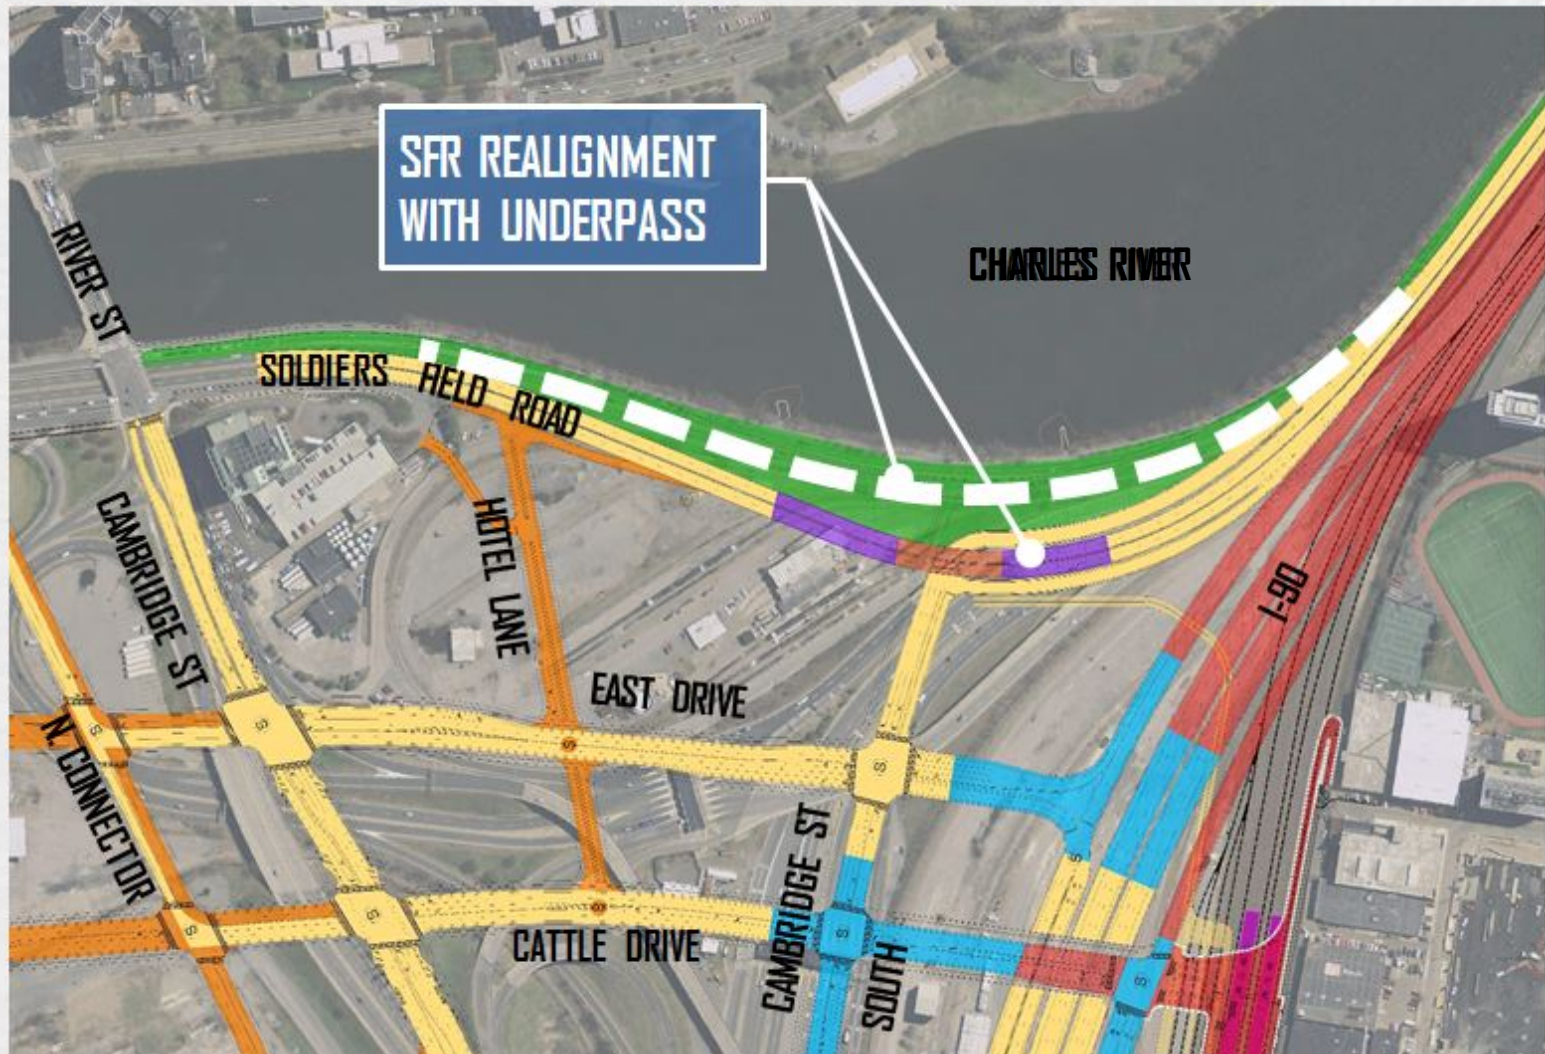 SFR REALIGNMENT
WITH UNDERPASS
CHARLES RIVER
RIVER ST
SOLDIERS FIELD ROAD
CAMBRIDGE ST
HOTEL LANE
I-90
EAST DRIVE
N. CONNECTOR
CATTLE DRIVE
CAMBRIDGE ST
SOUTH
S
S
S
S
S
S
S
S
S
S